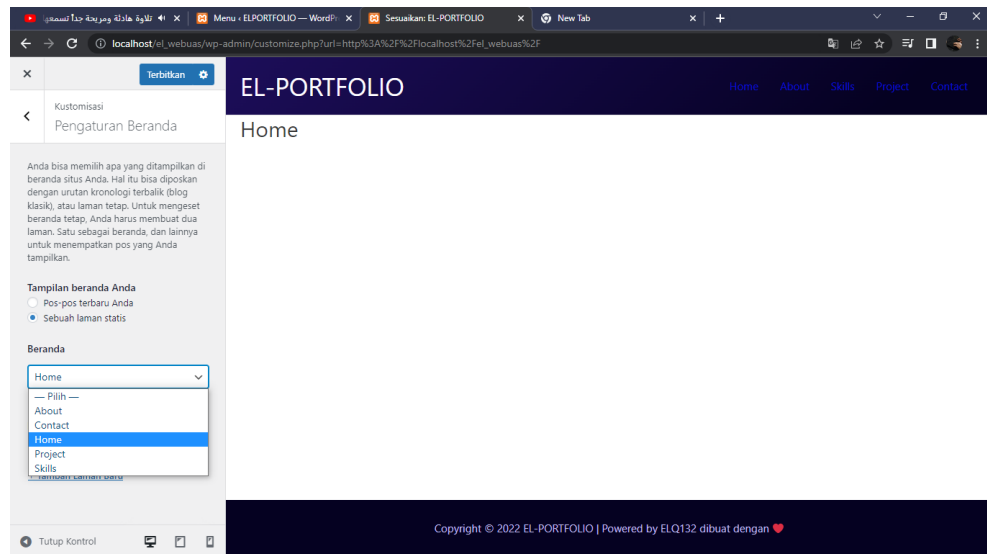 تلاوة هادئة ومريحة جداً تسمعها
Menu ‹ ELPORTFOLIO — WordPr
Sesuaikan: EL-PORTFOLIO
New Tab
localhost/el_webuas/wp-admin/customize.php?url=http%3A%2F%2Flocalhost%2Fel_webuas%2F
Terbitkan
Kustomisasi
Pengaturan Beranda
Anda bisa memilih apa yang ditampilkan di
beranda situs Anda. Hal itu bisa diposkan
dengan urutan kronologi terbalik (blog
klasik), atau laman tetap. Untuk mengeset
beranda tetap, Anda harus membuat dua
laman. Satu sebagai beranda, dan lainnya
untuk menempatkan pos yang Anda
tampilkan.
Tampilan beranda Anda
Pos-pos terbaru Anda
Sebuah laman statis
Beranda
Home
— Pilih —
About
Contact
Home
Project
Skills
+ Tambah Laman Baru
Tutup Kontrol
EL-PORTFOLIO
Home About Skills Project Contact
Home
Copyright © 2022 EL-PORTFOLIO | Powered by ELQ132 dibuat dengan ❤